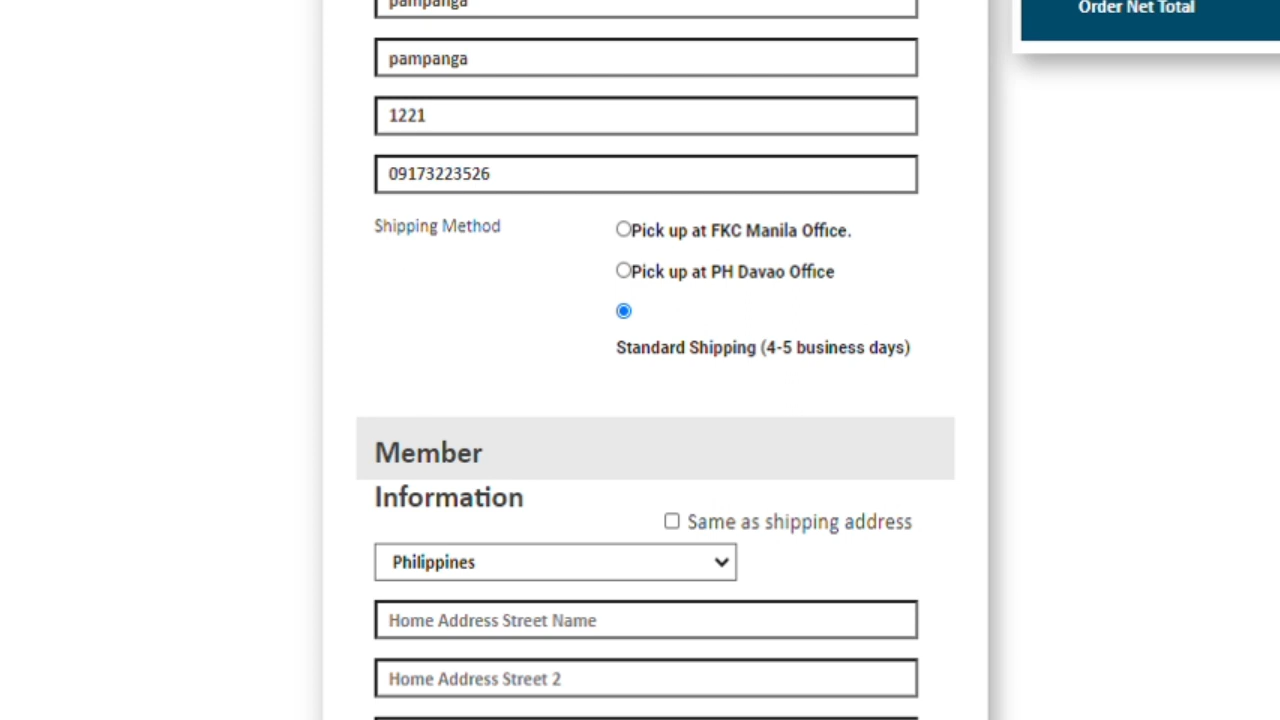 pampanga
Order Net Total
pampanga
1221
09173223526
Shipping Method
Pick up at FKC Manila Office.
Pick up at PH Davao Office
Standard Shipping (4-5 business days)
Member
Information
Same as shipping address
Philippines
Home Address Street Name
Home Address Street 2